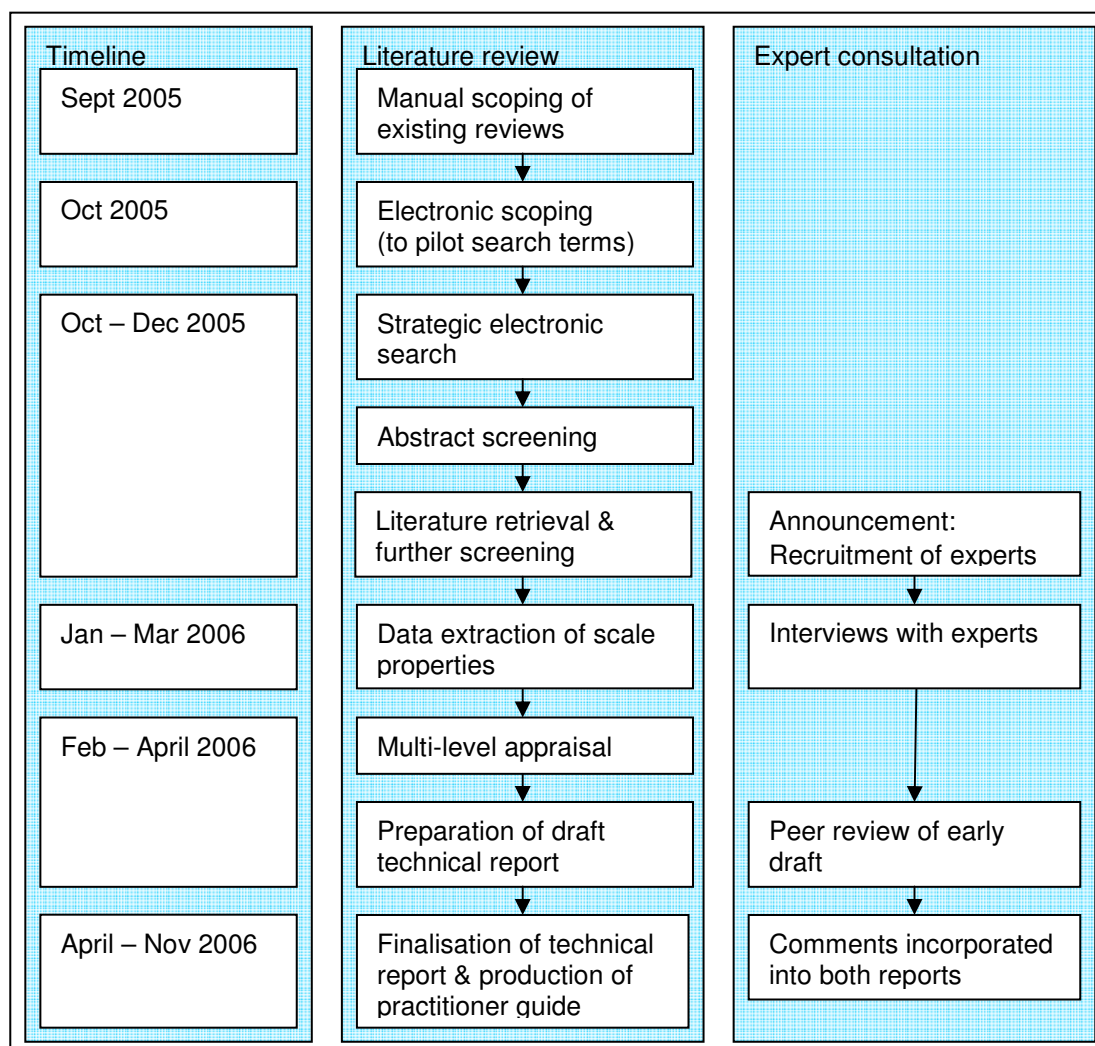 Timeline
Sept 2005
Oct 2005
Oct – Dec 2005
Jan – Mar 2006
Feb – April 2006
April – Nov 2006
Literature review
Manual scoping of
existing reviews
Electronic scoping
(to pilot search terms)
Strategic electronic
search
Abstract screening
Literature retrieval &
further screening
Data extraction of scale
properties
Multi-level appraisal
Preparation of draft
technical report
Finalisation of technical
report & production of
practitioner guide
Expert consultation
Announcement:
Recruitment of experts
Interviews with experts
Peer review of early
draft
Comments incorporated
into both reports